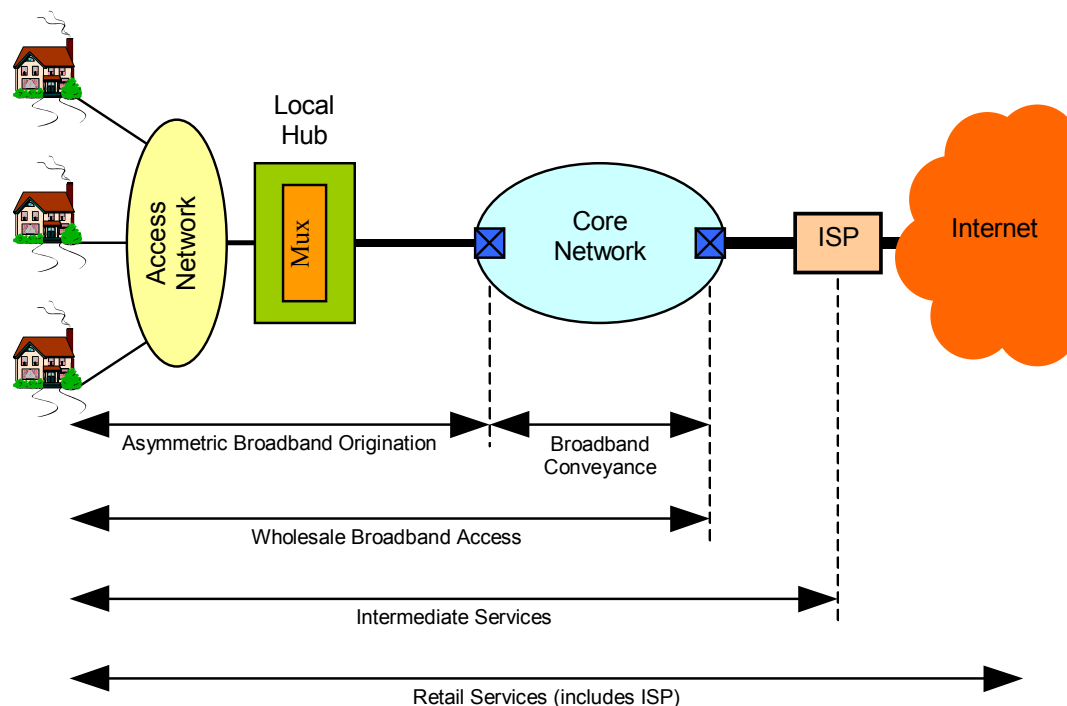 Local
Hub
Access
Network
Mux
Core
Network
ISP
Internet
Asymmetric Broadband Origination
Broadband
Conveyance
Wholesale Broadband Access
Intermediate Services
Retail Services (includes ISP)